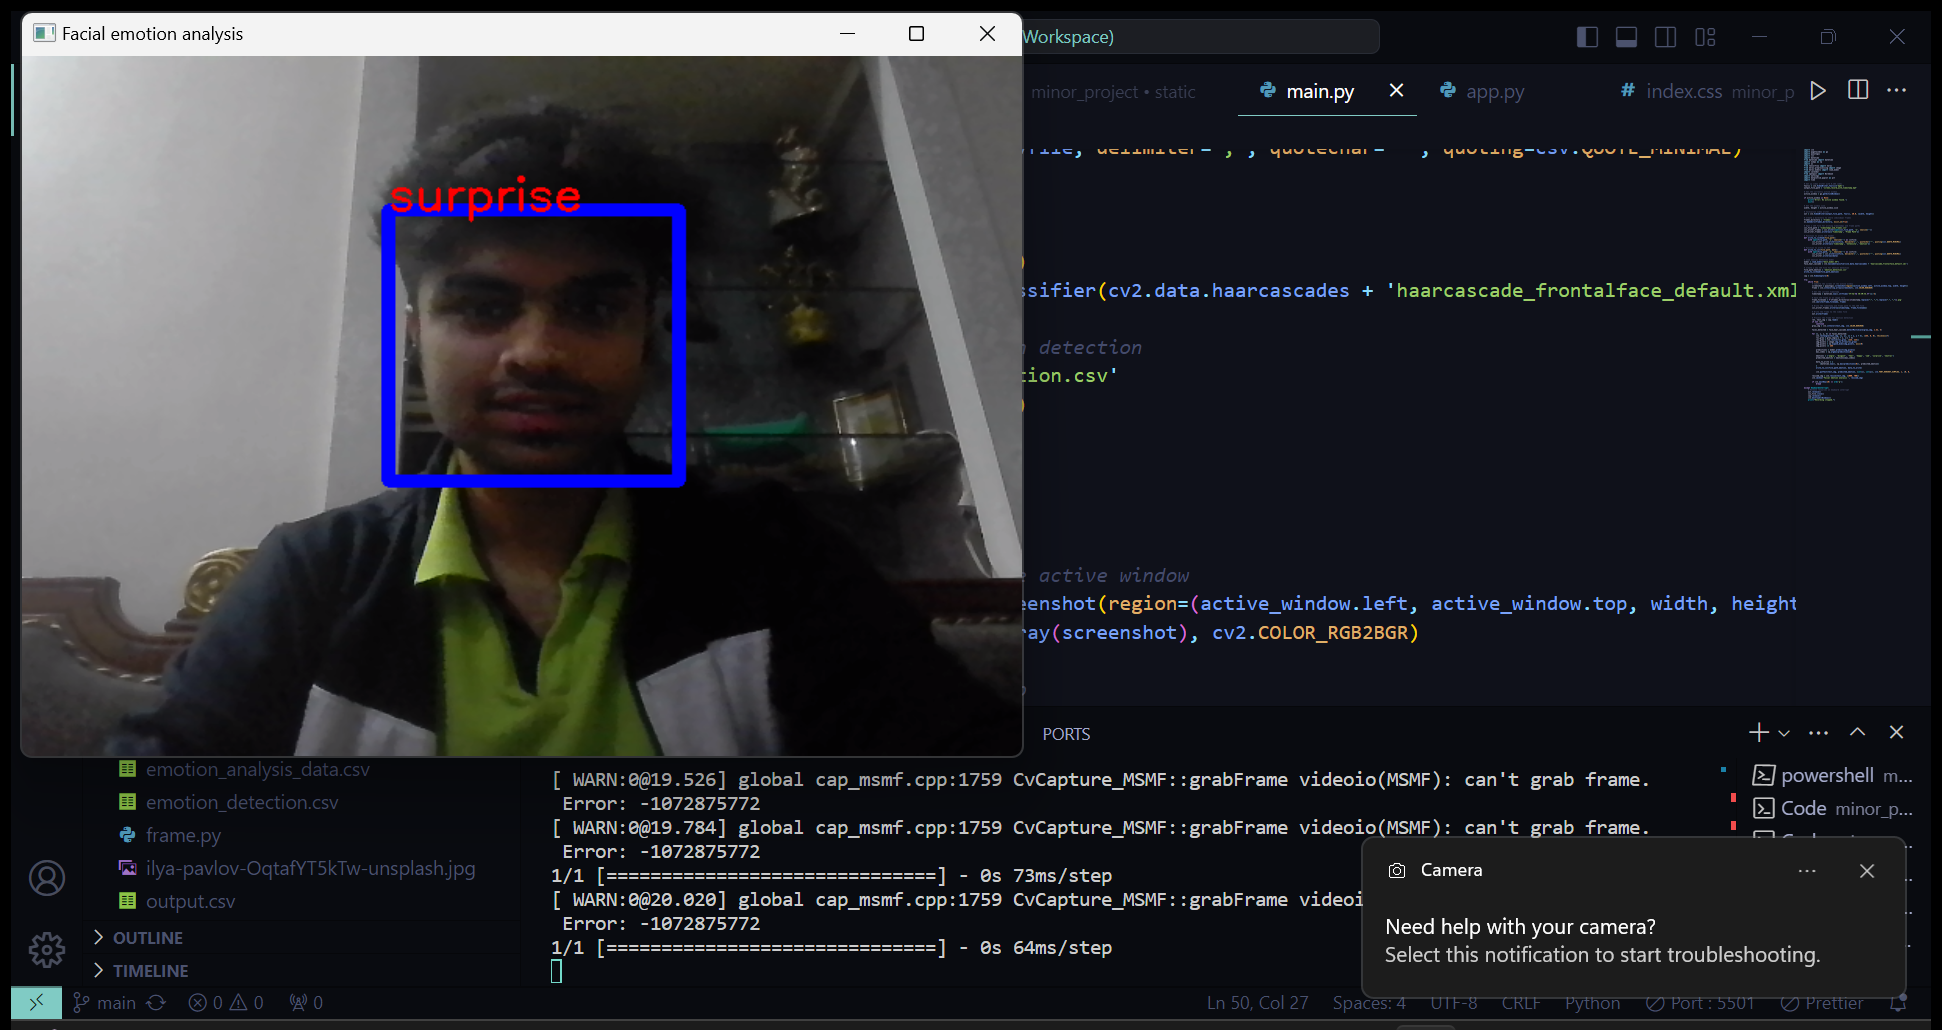 Facial emotion analysis
Workspace)
minor_project • static
main.py
app.py
# index.css minor_p
surprise
file, delimiter=',', quotechar=' ', quoting=csv.QUOTE_MINIMAL)
)
ssifier(cv2.data.haarcascades + 'haarcascade_frontalface_default.xml
detection
tion.csv'
)
active window
eenshot(region=(active_window.left, active_window.top, width, height
ray(screenshot), cv2.COLOR_RGB2BGR)
PORTS
emotion_analysis_data.csv
emotion_detection.csv
frame.py
ilya-pavlov-OqtafYT5kTw-unsplash.jpg
output.csv
OUTLINE
TIMELINE
[ WARN:0@19.526] global cap_msmf.cpp:1759 CvCapture_MSMF::grabFrame videoio(MSMF): can't grab frame.
Error: -1072875772
[ WARN:0@19.784] global cap_msmf.cpp:1759 CvCapture_MSMF::grabFrame videoio(MSMF): can't grab frame.
Error: -1072875772
1/1 [==============================] - 0s 73ms/step
[ WARN:0@20.020] global cap_msmf.cpp:1759 CvCapture_MSMF::grabFrame videoi
Error: -1072875772
1/1 [==============================] - 0s 64ms/step
powershell m...
Code minor_p...
Camera
Need help with your camera?
Select this notification to start troubleshooting.
main
0
0
0
Ln 50, Col 27
Spaces: 4
UTF-8
CRLF
Python
Port : 5501
Prettier